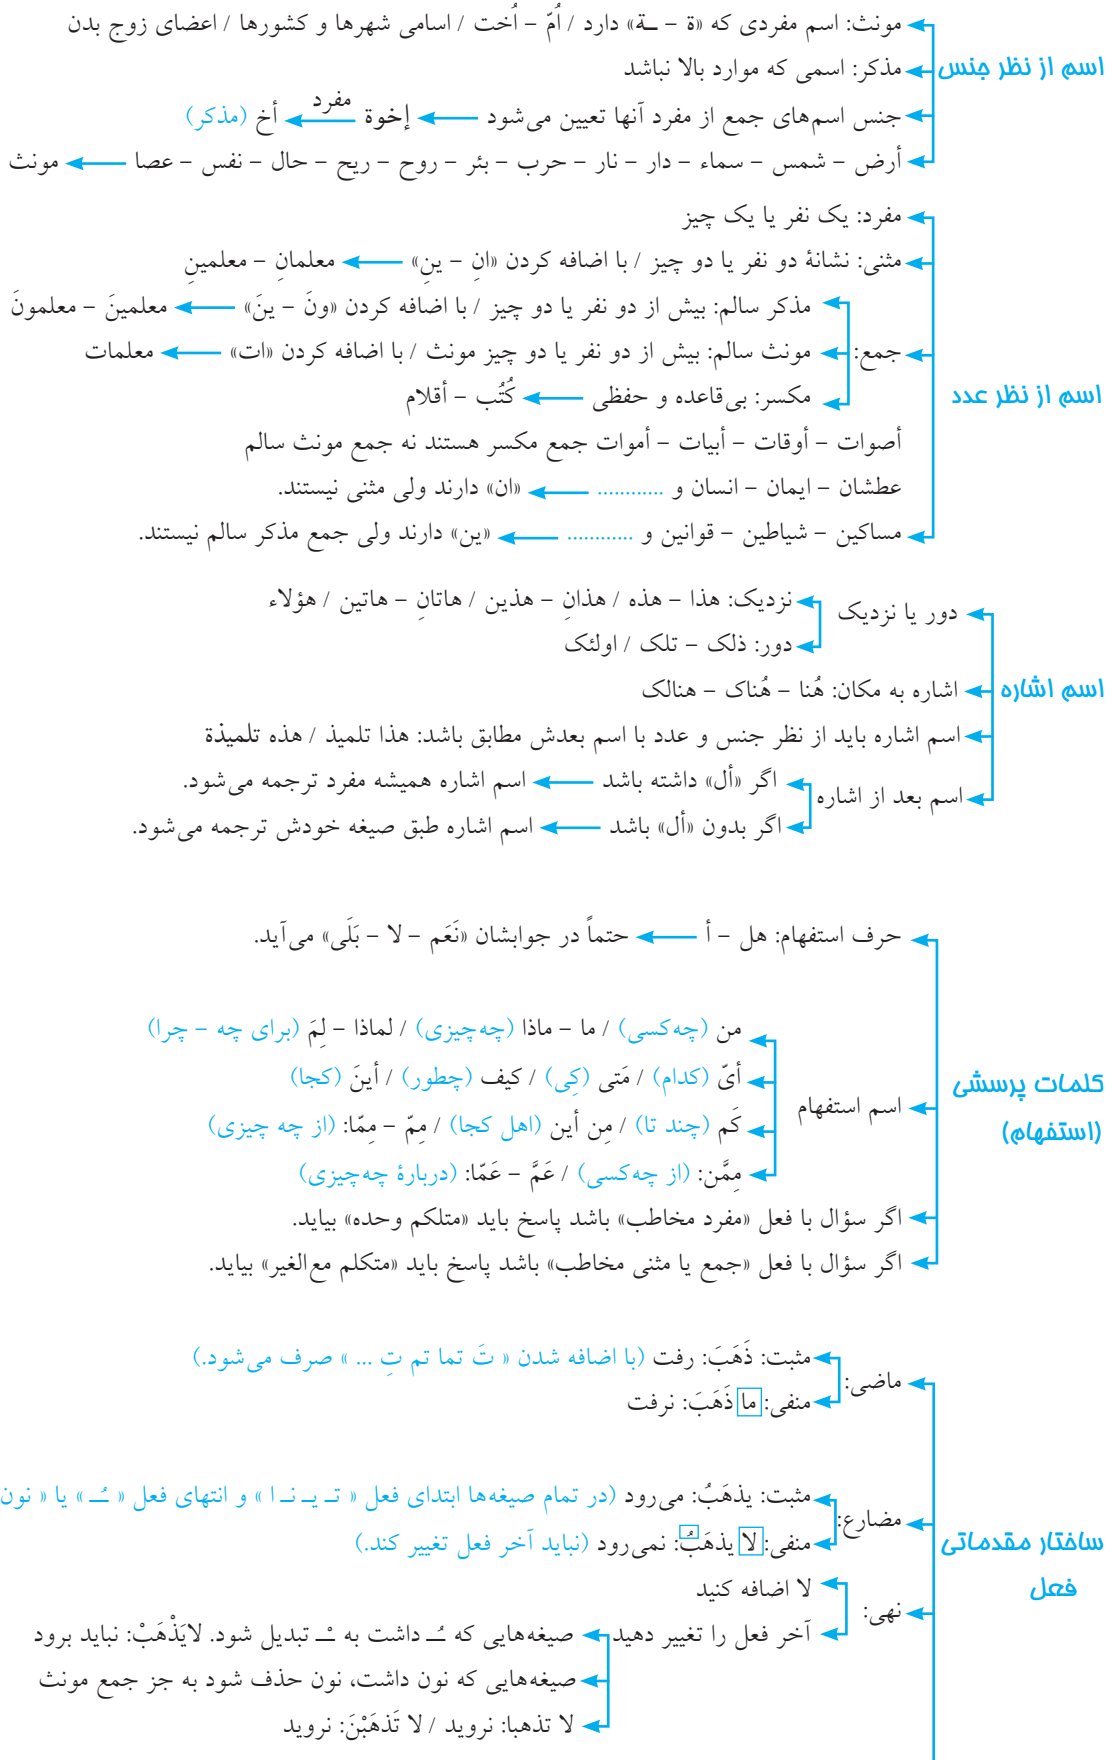 مونث: اسم مفردی که «ة – ـة» دارد / اُمّ – اُخت / اسامی شهرها و کشورها / اعضای زوج بدن
اسم از نظر جنس
مذکر: اسمی که موارد بالا نباشد
جنس اسم‌های جمع از مفرد آنها تعیین می‌شود إخوة مفرد أخ (مذکر)
أرض – شمس – سماء – دار – نار – حرب – بئر – روح – ریح – حال – نفس – عصا مونث
مفرد: یک نفر یا یک چیز
مثنی: نشانهٔ دو نفر یا دو چیز / با اضافه کردن «انِ – ینِ» معلمانِ – معلمینِ
مذکر سالم: بیش از دو نفر یا دو چیز / با اضافه کردن «ونَ – ینَ» معلمینَ – معلمونَ
جمع: مونث سالم: بیش از دو نفر یا دو چیز مونث / با اضافه کردن «ات» معلمات
اسم از نظر عدد
مکسر: بی‌قاعده و حفظی کُتُب – أقلام
أصوات – أوقات – أبیات – أموات جمع مکسر هستند نه جمع مونث سالم
عطشان – ایمان – انسان و ............ «ان» دارند ولی مثنی نیستند.
مساکین – شیاطین – قوانین و ............ «ین» دارند ولی جمع مذکر سالم نیستند.
دور یا نزدیک نزدیک: هذا – هذه / هذانِ – هذین / هاتانِ – هاتین / هؤلاء
دور: ذلک – تلک / اولئک
اسم اشاره
اشاره به مکان: هُنا – هُناک – هنالک
اسم اشاره باید از نظر جنس و عدد با اسم بعدش مطابق باشد: هذا تلمیذ / هذه تلمیذة
اسم بعد از اشاره اگر «أل» داشته باشد اسم اشاره همیشه مفرد ترجمه می‌شود.
اگر بدون «أل» باشد اسم اشاره طبق صیغه خودش ترجمه می‌شود.
حرف استفهام: هل – أ حتماً در جوابشان «نَعَم – لا – بَلَی» می‌آید.
من (چه‌کسی) / ما – ماذا (چه‌چیزی) / لماذا – لِمَ (برای چه – چرا)
أیّ (کدام) / مَتی (کِی) / کیف (چطور) / أینَ (کجا)
کلمات پرسشی
(استفهام)
اسم استفهام
کَم (چند تا) / مِن أین (اهل کجا) / مِمّ – مِمّا: (از چه چیزی)
مِمَّن: (از چه‌کسی) / عَمَّ – عَمّا: (دربارهٔ چه‌چیزی)
اگر سؤال با فعل «مفرد مخاطب» باشد پاسخ باید «متکلم وحده» بیاید.
اگر سؤال با فعل «جمع یا مثنی مخاطب» باشد پاسخ باید «متکلم مع‌الغیر» بیاید.
ماضی: مثبت: ذَهَبَ: رفت (با اضافه شدن « تَ تما تم تِ ... » صرف می‌شود.)
منفی: ما ذَهَبَ: نرفت
مضارع: مثبت: یذهَبُ: می‌رود (در تمام صیغه‌ها ابتدای فعل « تـ یـ نـ ا » و انتهای فعل « ـُـ » یا « نون
منفی: لا یذهَبُ: نمی‌رود (نباید آخر فعل تغییر کند.)
ساختار مقدماتی
فعل
نهی: لا اضافه کنید
آخر فعل را تغییر دهید صیغه‌هایی که ـُـ داشت به ـْـ تبدیل شود. لایَذْهَبْ: نباید برود
صیغه‌هایی که نون داشت، نون حذف شود به جز جمع مونث
لا تذهبا: نروید / لا تَذهَبْنَ: نروید